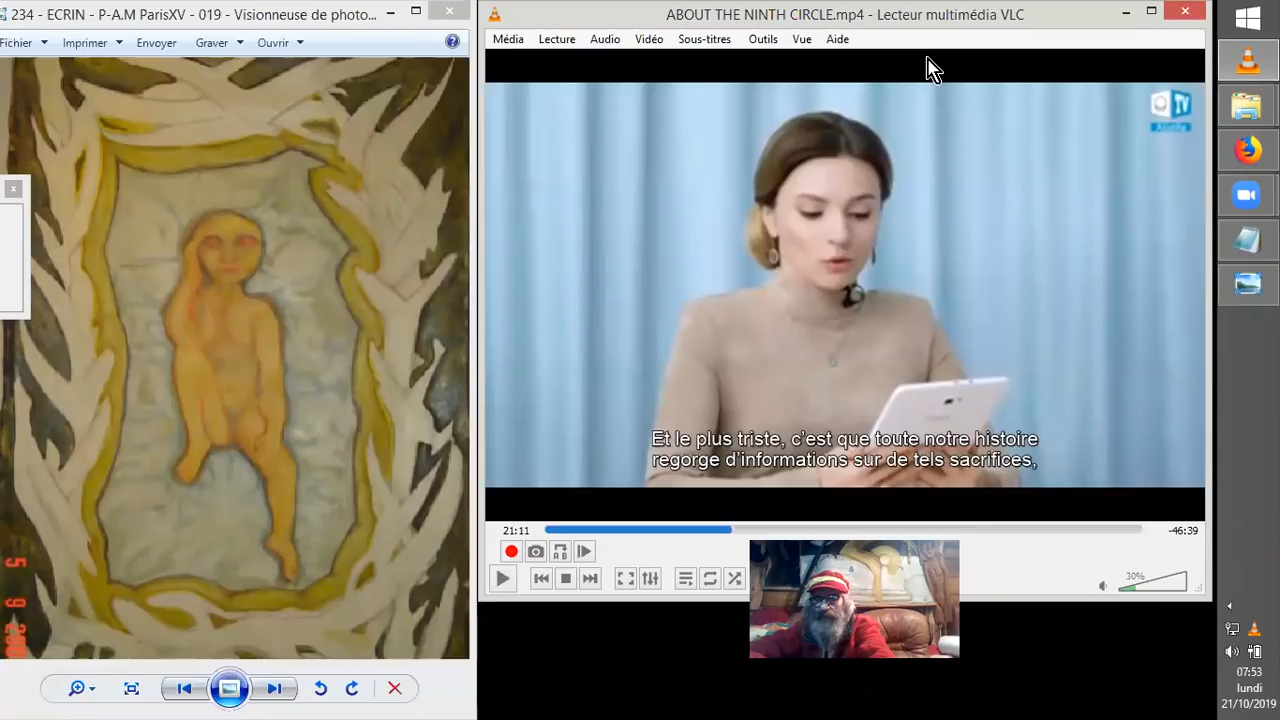 234 - ECRIN - P-A-M ParisXV - 019 - Visionneuse de photo...
Fichier
Imprimer
Envoyer
Graver
Ouvrir
ABOUT THE NINTH CIRCLE.mp4 - Lecteur multimédia VLC
Média
Lecture
Audio
Vidéo
Sous-titres
Outils
Vue
Aide
TV
Et le plus triste, c'est que toute notre histoire
regorge d'informations sur de tels sacrifices,
21:11
-46:39
30%
07:53
lundi
21/10/2019